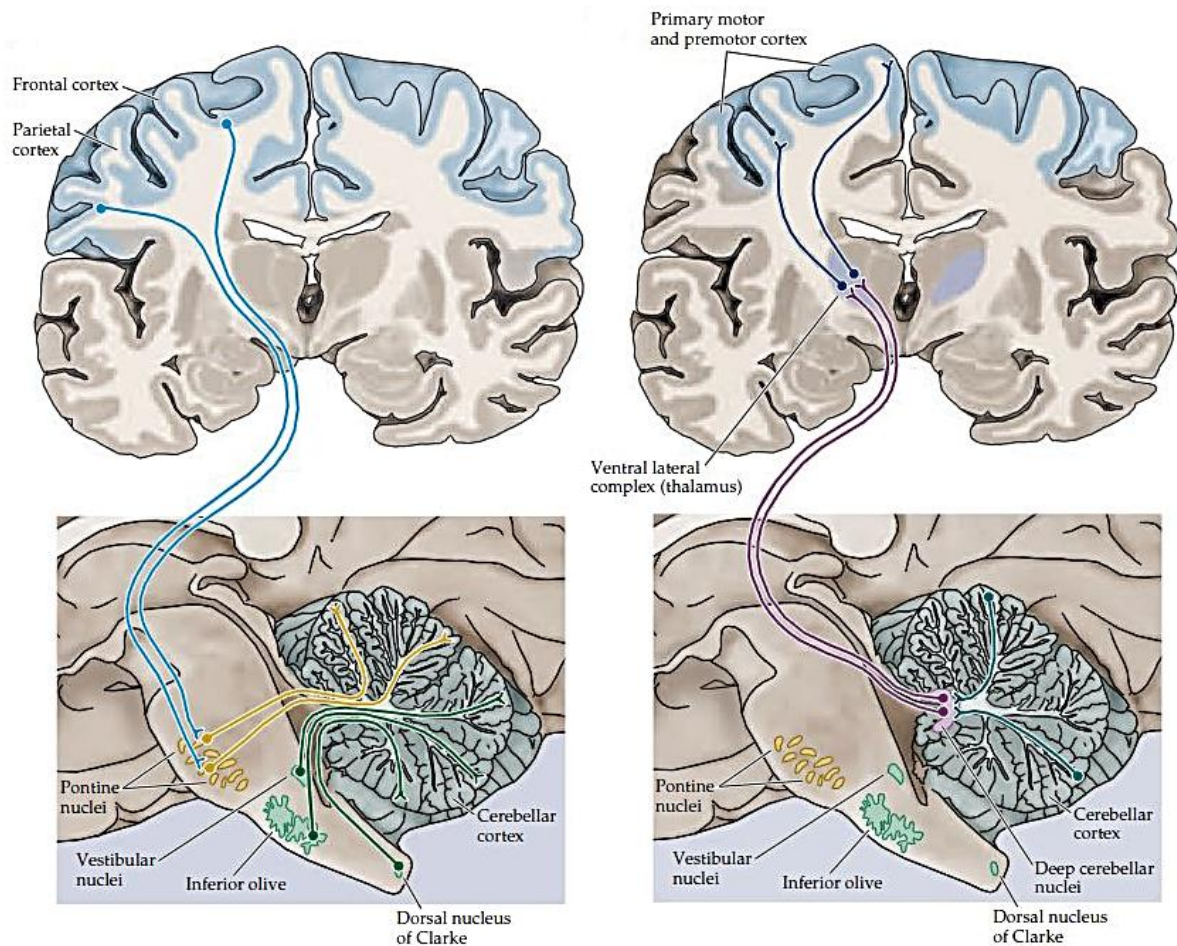 Frontal cortex
Parietal
cortex
Pontine
nuclei
Vestibular
nuclei
Inferior olive
Cerebellar
cortex
Dorsal nucleus
of Clarke
Primary motor
and premotor cortex
Ventral lateral
complex (thalamus)
Pontine
nuclei
Vestibular
nuclei
Inferior olive
Cerebellar
cortex
Deep cerebellar
nuclei
Dorsal nucleus
of Clarke